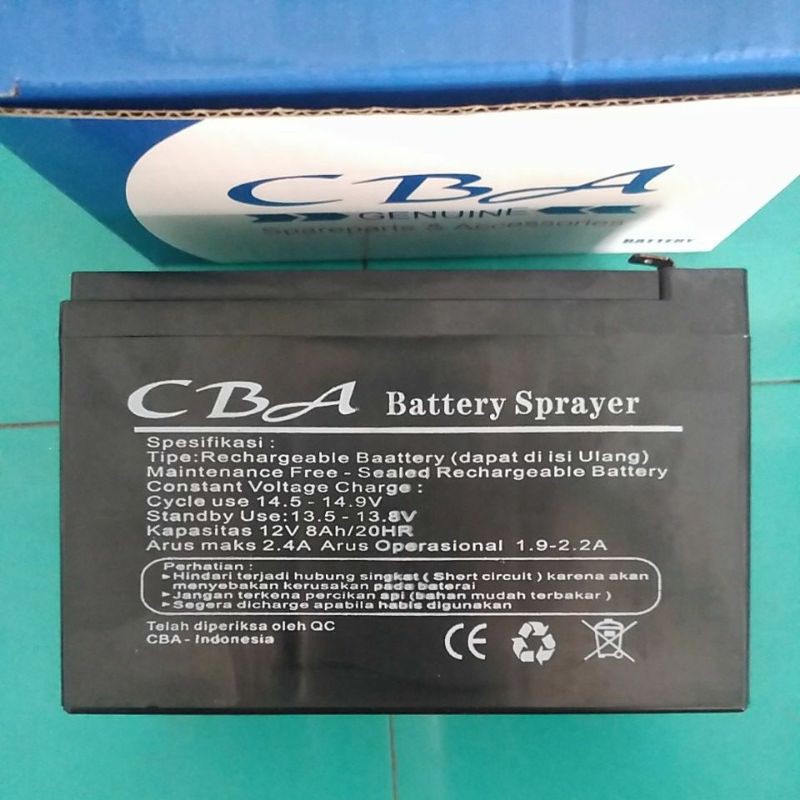 CBA
GENUINE
Spareparts & Accessories
BATTERY
CBA Battery Sprayer
Spesifikasi :
Tipe:Rechargeable Baattery (dapat di isi Ulang)
Maintenance Free - Sealed Rechargeable Battery
Constant Voltage Charge :
Cycle use 14.5 - 14.9V
Standby Use:13.5 - 13.8V
Kapasitas 12V 8Ah/20HR
Arus maks 2.4A Arus Operasional 1.9-2.2A
Perhatian :
Hindari terjadi hubung singkat ( Short circuit ) karena akan
menyebakan kerusakan pada baterai
Jangan terkena percikan api (bahan mudah terbakar )
Segera dicharge apabila habis digunakan
Telah diperiksa oleh QC
CBA - Indonesia
CE